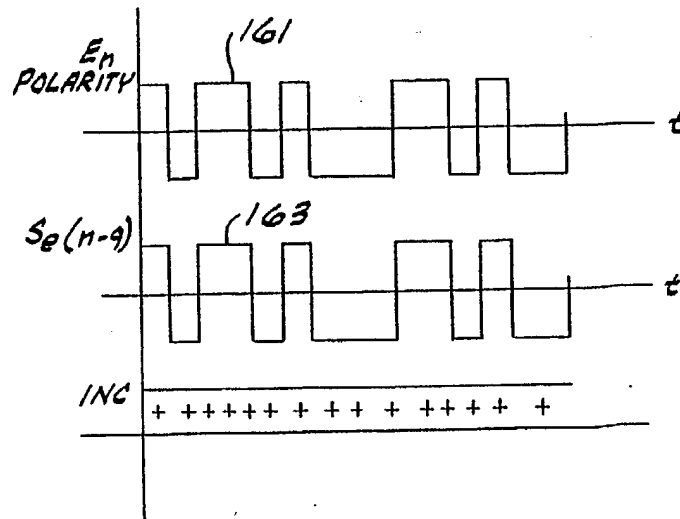 161
En
POLARITY
t
Se(n-9)
163
t
INC
+ + + + + + + + + + + + + + +